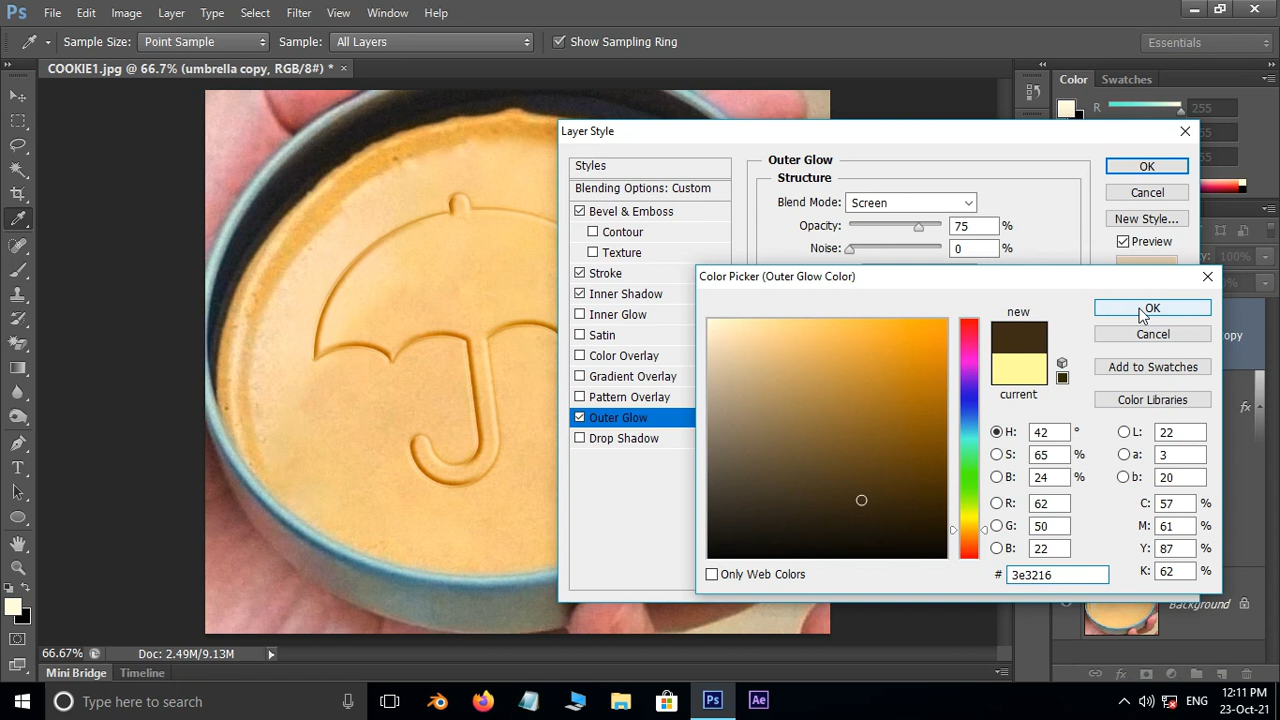 Ps File Edit Image Layer Type Select Filter View Window Help
Sample Size: Point Sample Sample: All Layers Show Sampling Ring Essentials
COOKIE1.jpg @ 66.7% (umbrella copy, RGB/8#) * ×
Color Swatches
R 255
Layer Style
Styles
Blending Options: Custom
Bevel & Emboss
Contour
Texture
Stroke
Inner Shadow
Inner Glow
Satin
Color Overlay
Gradient Overlay
Pattern Overlay
Outer Glow
Drop Shadow
Outer Glow
Structure
Blend Mode: Screen
Opacity: 75 %
Noise: 0 %
OK
Cancel
New Style...
Preview
100%
Color Picker (Outer Glow Color)
new
current
OK
Cancel
Add to Swatches
Color Libraries
H: 42 °
S: 65 %
B: 24 %
R: 62
G: 50
B: 22
L: 22
a: 3
b: 20
C: 57 %
M: 61 %
Y: 87 %
K: 62 %
# 3e3216
Only Web Colors
fx
Background
66.67% Doc: 2.49M/9.13M
Mini Bridge Timeline
Type here to search
Ps
Ae
ENG
12:11 PM
23-Oct-21